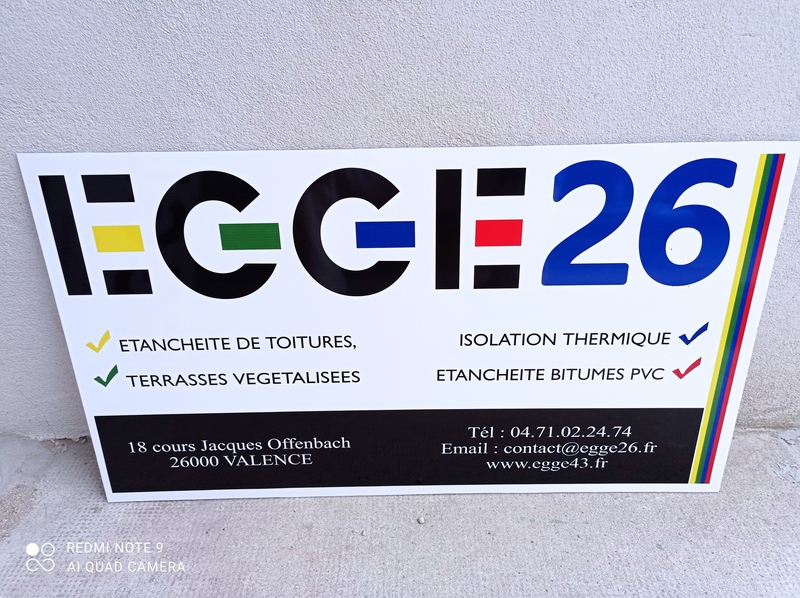 EGGE26
ETANCHEITE DE TOITURES,
TERRASSES VEGETALISEES
ISOLATION THERMIQUE
ETANCHEITE BITUMES PVC
18 cours Jacques Offenbach
26000 VALENCE
Tél : 04.71.02.24.74
Email : contact@egge26.fr
www.egge43.fr
REDMI NOTE 9
AI QUAD CAMERA